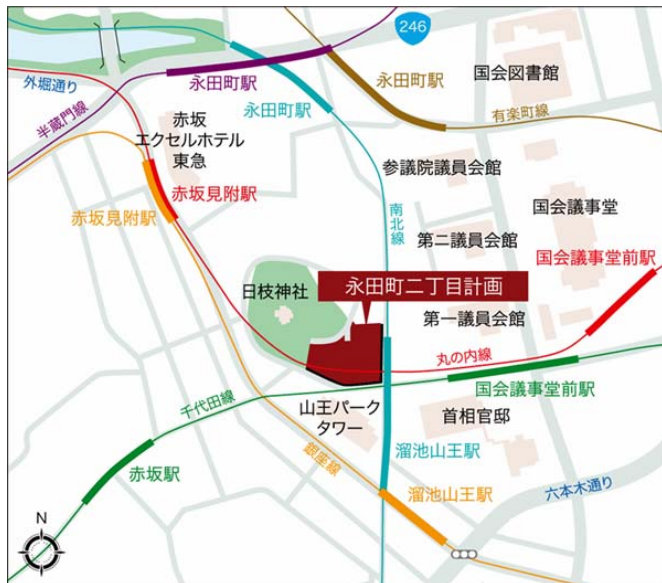 246
外堀通り
永田町駅
永田町駅
国会図書館
永田町駅
半蔵門線
赤坂
エクセルホテル
東急
有楽町線
参議院議員会館
赤坂見附駅
赤坂見附駅
南北線
国会議事堂
第二議員会館
国会議事堂前駅
永田町二丁目計画
日枝神社
第一議員会館
丸の内線
国会議事堂前駅
千代田線
山王パーク
タワー
首相官邸
銀座線
赤坂駅
溜池山王駅
溜池山王駅
六本木通り
N